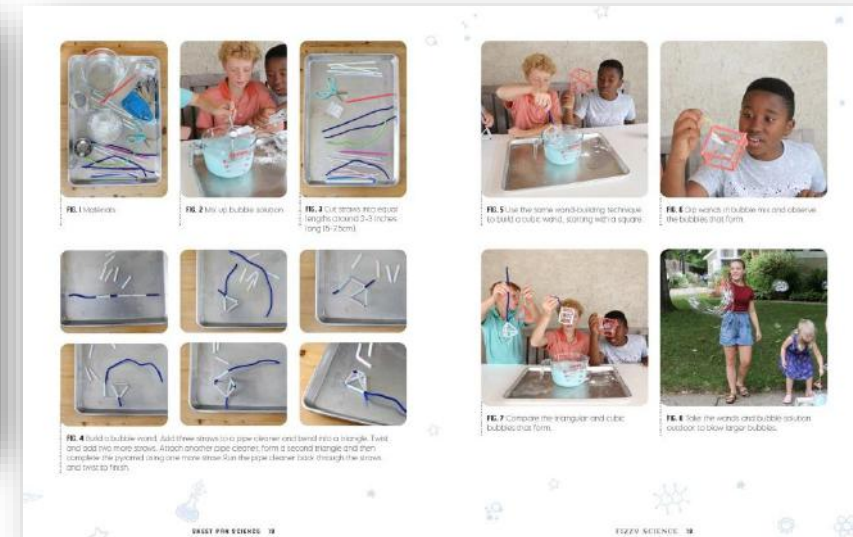 FIG. 1 Materials
FIG. 2 Mix up bubble solution
FIG. 3 Cut straws into equal
lengths around 2-3 inches
long (5-7.5cm).
FIG. 4 Build a bubble wand. Add three straws to a pipe cleaner and bend into a triangle. Twist
and add two more straws. Attach another pipe cleaner, form a second triangle and then
complete the pyramid using one more straw. Run the pipe cleaner back through the straws
and twist to finish.
SHEET PAN SCIENCE
FIG. 5 Use the same wand-building technique
to build a cubic wand, starting with a square.
FIG. 6 Dip wands in bubble mix and observe
the bubbles that form.
FIG. 7 Compare the triangular and cubic
bubbles that form.
FIG. 8 Take the wands and bubble solution
outdoor to blow larger bubbles.
FIZZY SCIENCE